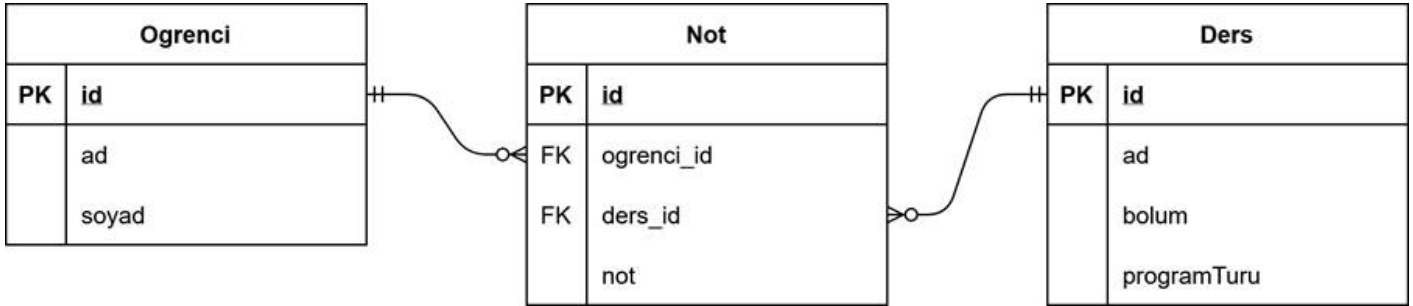 Ogrenci
PK id
ad
soyad
Not
PK id
FK ogrenci_id
FK ders_id
not
Ders
PK id
ad
bolum
programTuru